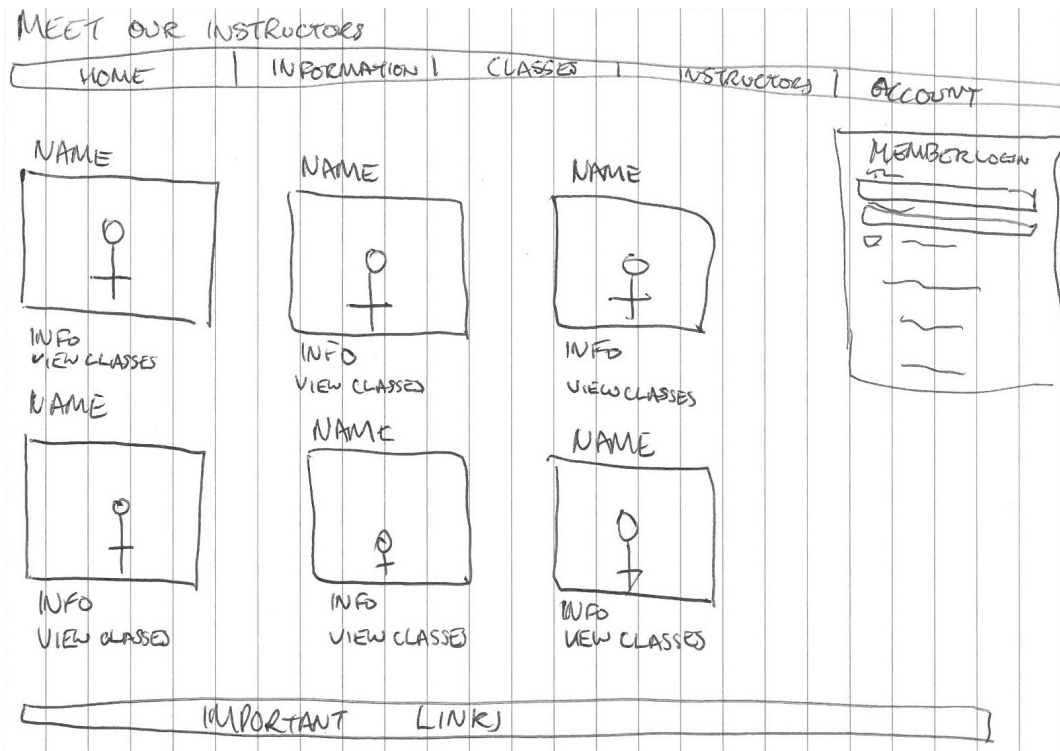 MEET OUR INSTRUCTORS
HOME | INFORMATION | CLASSES | INSTRUCTORS | ACCOUNT
MEMBER LOGIN
NAME NAME NAME
INFO INFO INFO
VIEW CLASSES VIEW CLASSES VIEW CLASSES
NAME NAME NAME
INFO INFO INFO
VIEW CLASSES VIEW CLASSES VIEW CLASSES
IMPORTANT LINKS